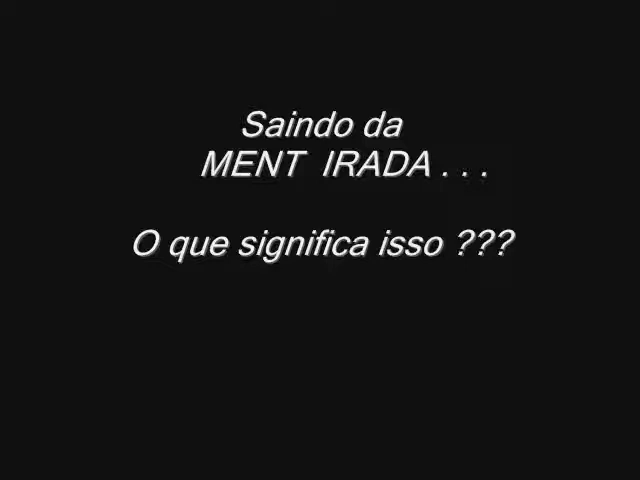 Saindo da
MENT  IRADA . . .
O que significa isso ???